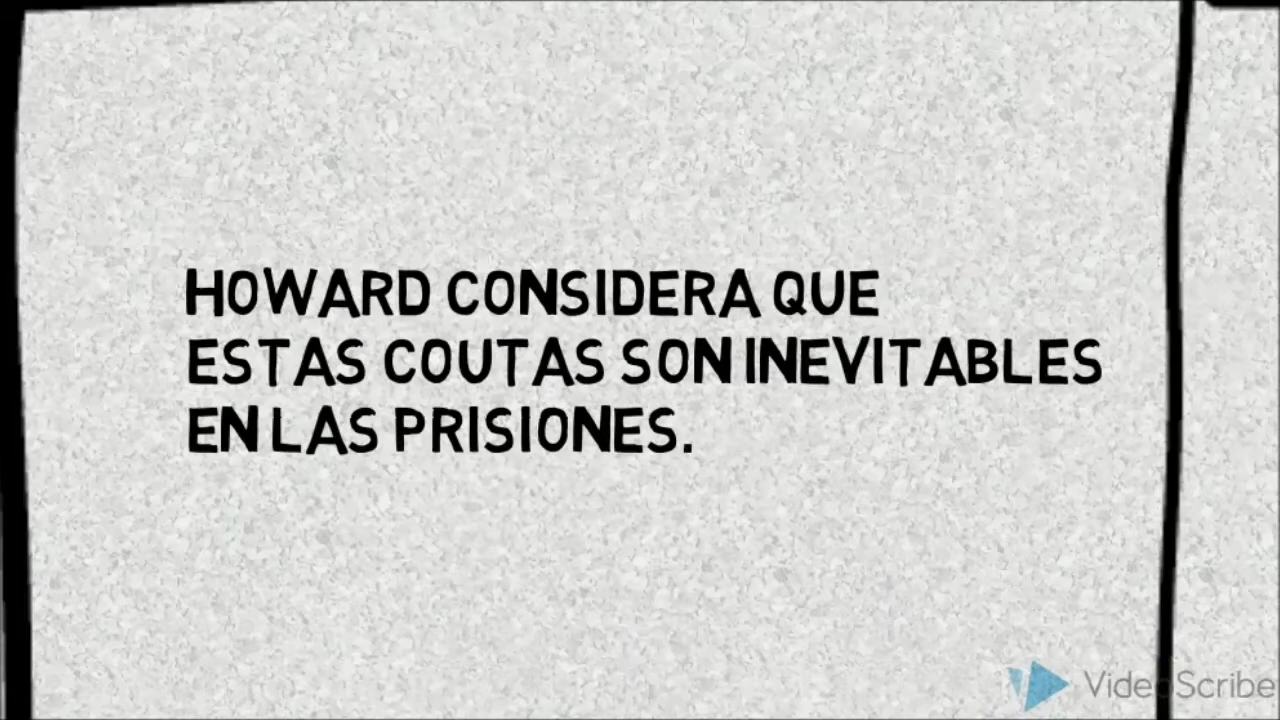 HOWARD CONSIDERA QUE
ESTAS COUTAS SON INEVITABLES
EN LAS PRISIONES.
VideoScribe